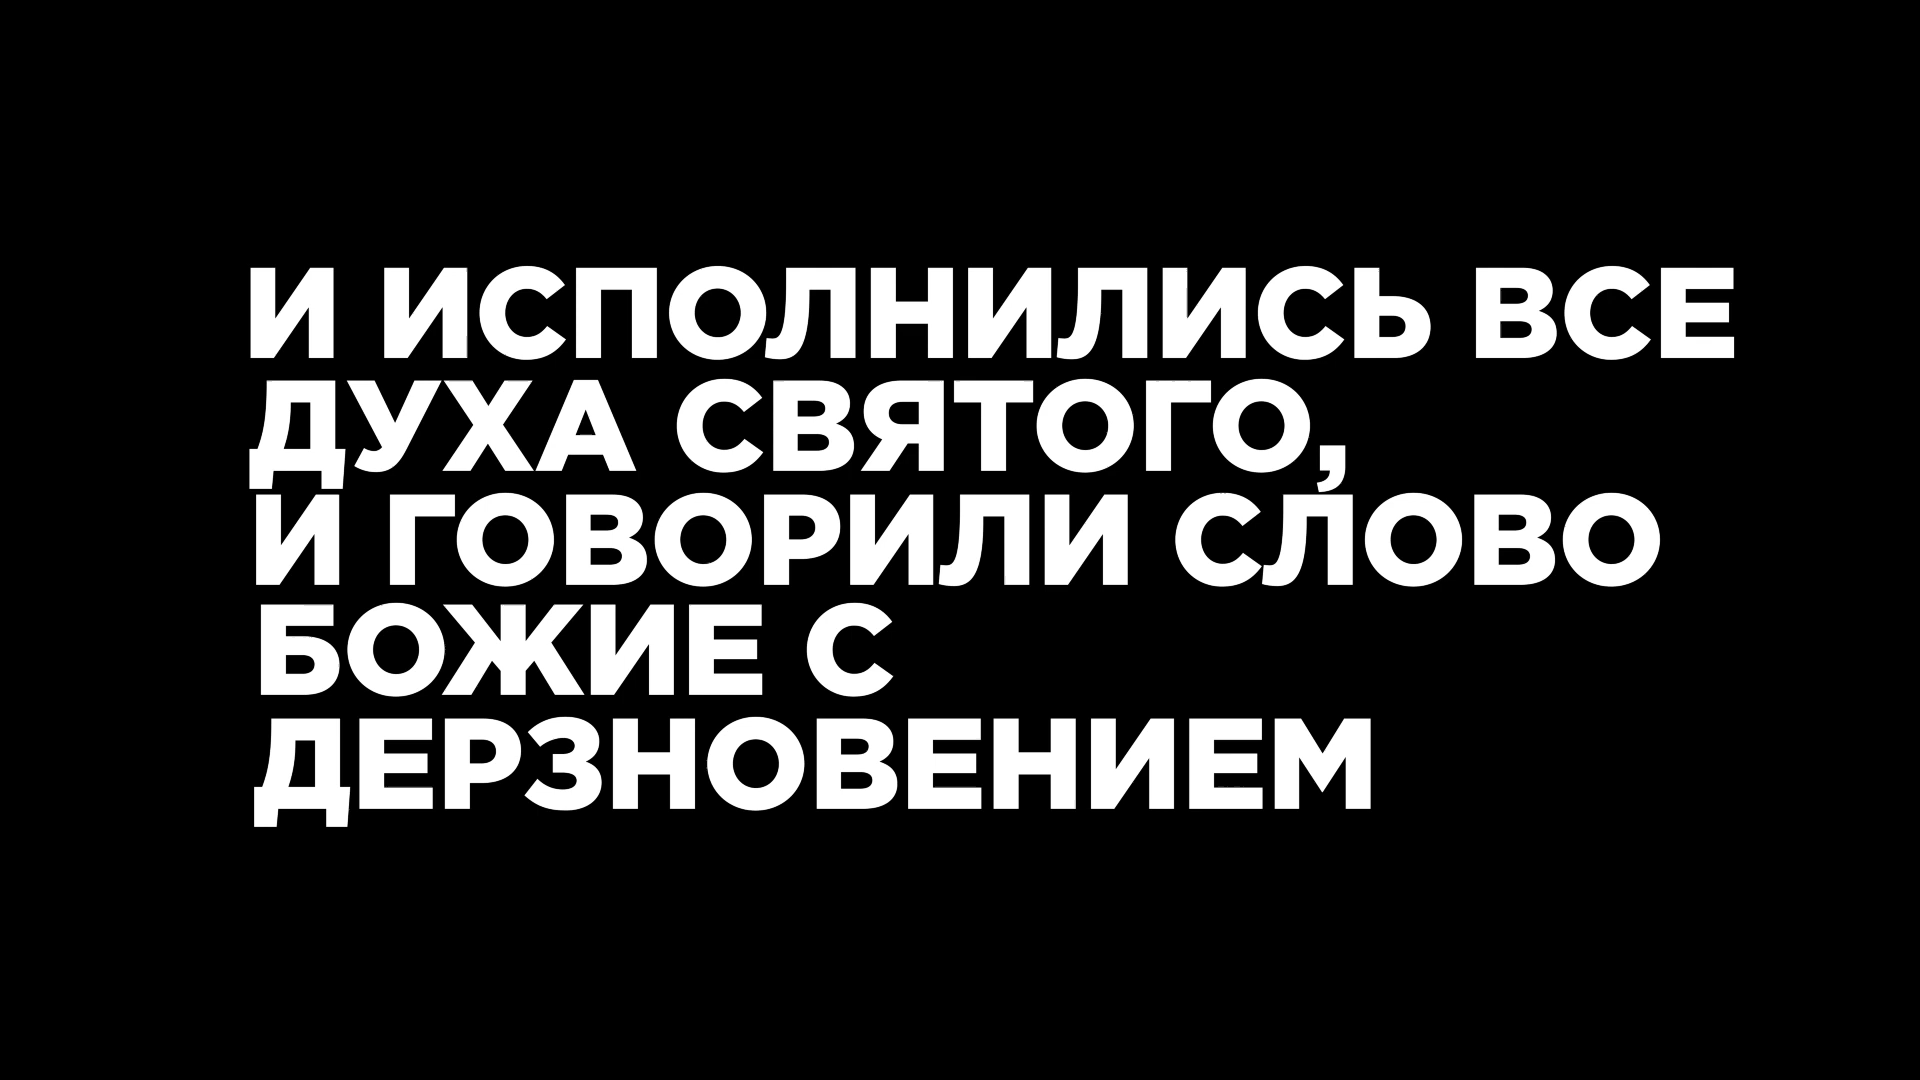 И ИСПОЛНИЛИСЬ ВСЕ
ДУХА СВЯТОГО,
И ГОВОРИЛИ СЛОВО
БОЖИЕ С
ДЕРЗНОВЕНИЕМ